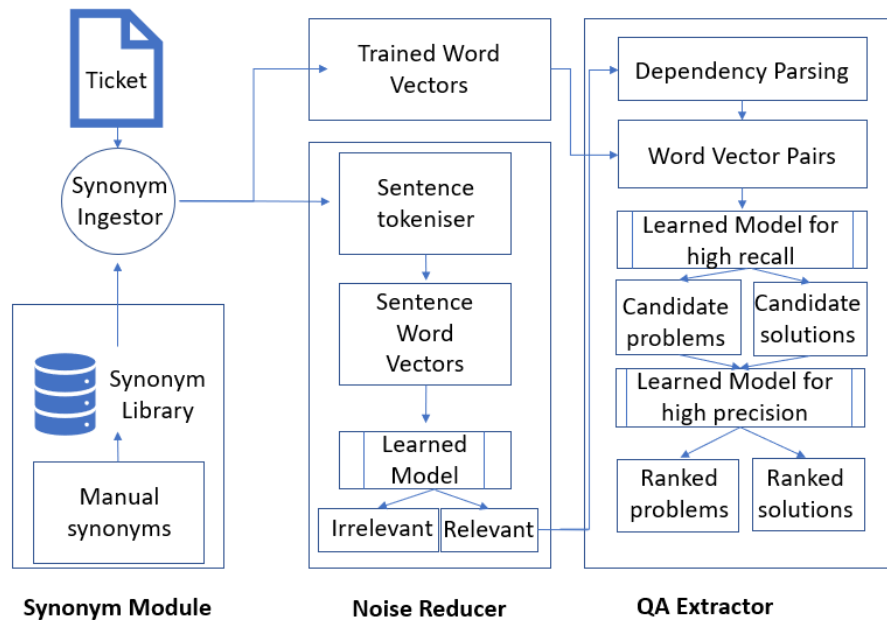 Ticket
Synonym
Ingestor
Synonym
Library
Manual
synonyms
Synonym Module
Trained Word
Vectors
Sentence
tokeniser
Sentence
Word
Vectors
Learned
Model
Irrelevant
Relevant
Noise Reducer
Dependency Parsing
Word Vector Pairs
Learned Model for
high recall
Candidate
problems
Candidate
solutions
Learned Model for
high precision
Ranked
problems
Ranked
solutions
QA Extractor